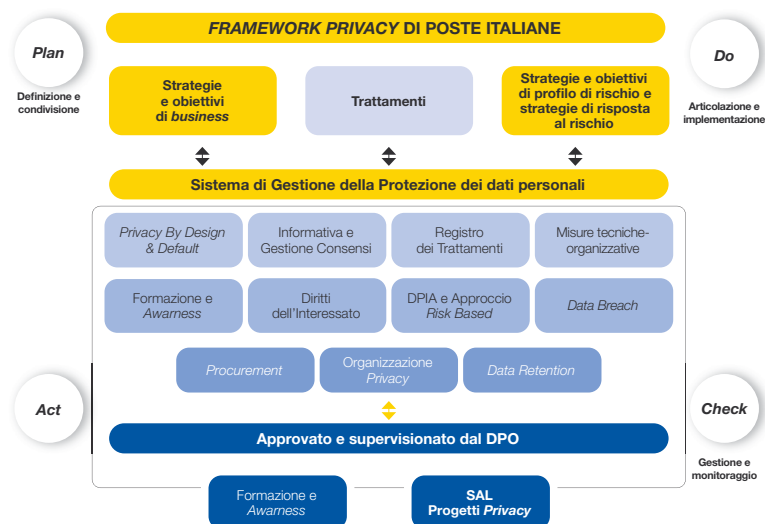 FRAMEWORK PRIVACY DI POSTE ITALIANE
Plan
Definizione e
condivisione
Do
Articolazione e
implementazione
Strategie
e obiettivi
di business
Trattamenti
Strategie e obiettivi
di profilo di rischio e
strategie di risposta
al rischio
Sistema di Gestione della Protezione dei dati personali
Privacy By Design
& Default
Informativa e
Gestione Consensi
Registro
dei Trattamenti
Misure tecniche-
organizzative
Formazione e
Awarness
Diritti
dell'Interessato
DPIA e Approccio
Risk Based
Data Breach
Procurement
Organizzazione
Privacy
Data Retention
Act
Check
Gestione e
monitoraggio
Approvato e supervisionato dal DPO
Formazione e
Awarness
SAL
Progetti Privacy